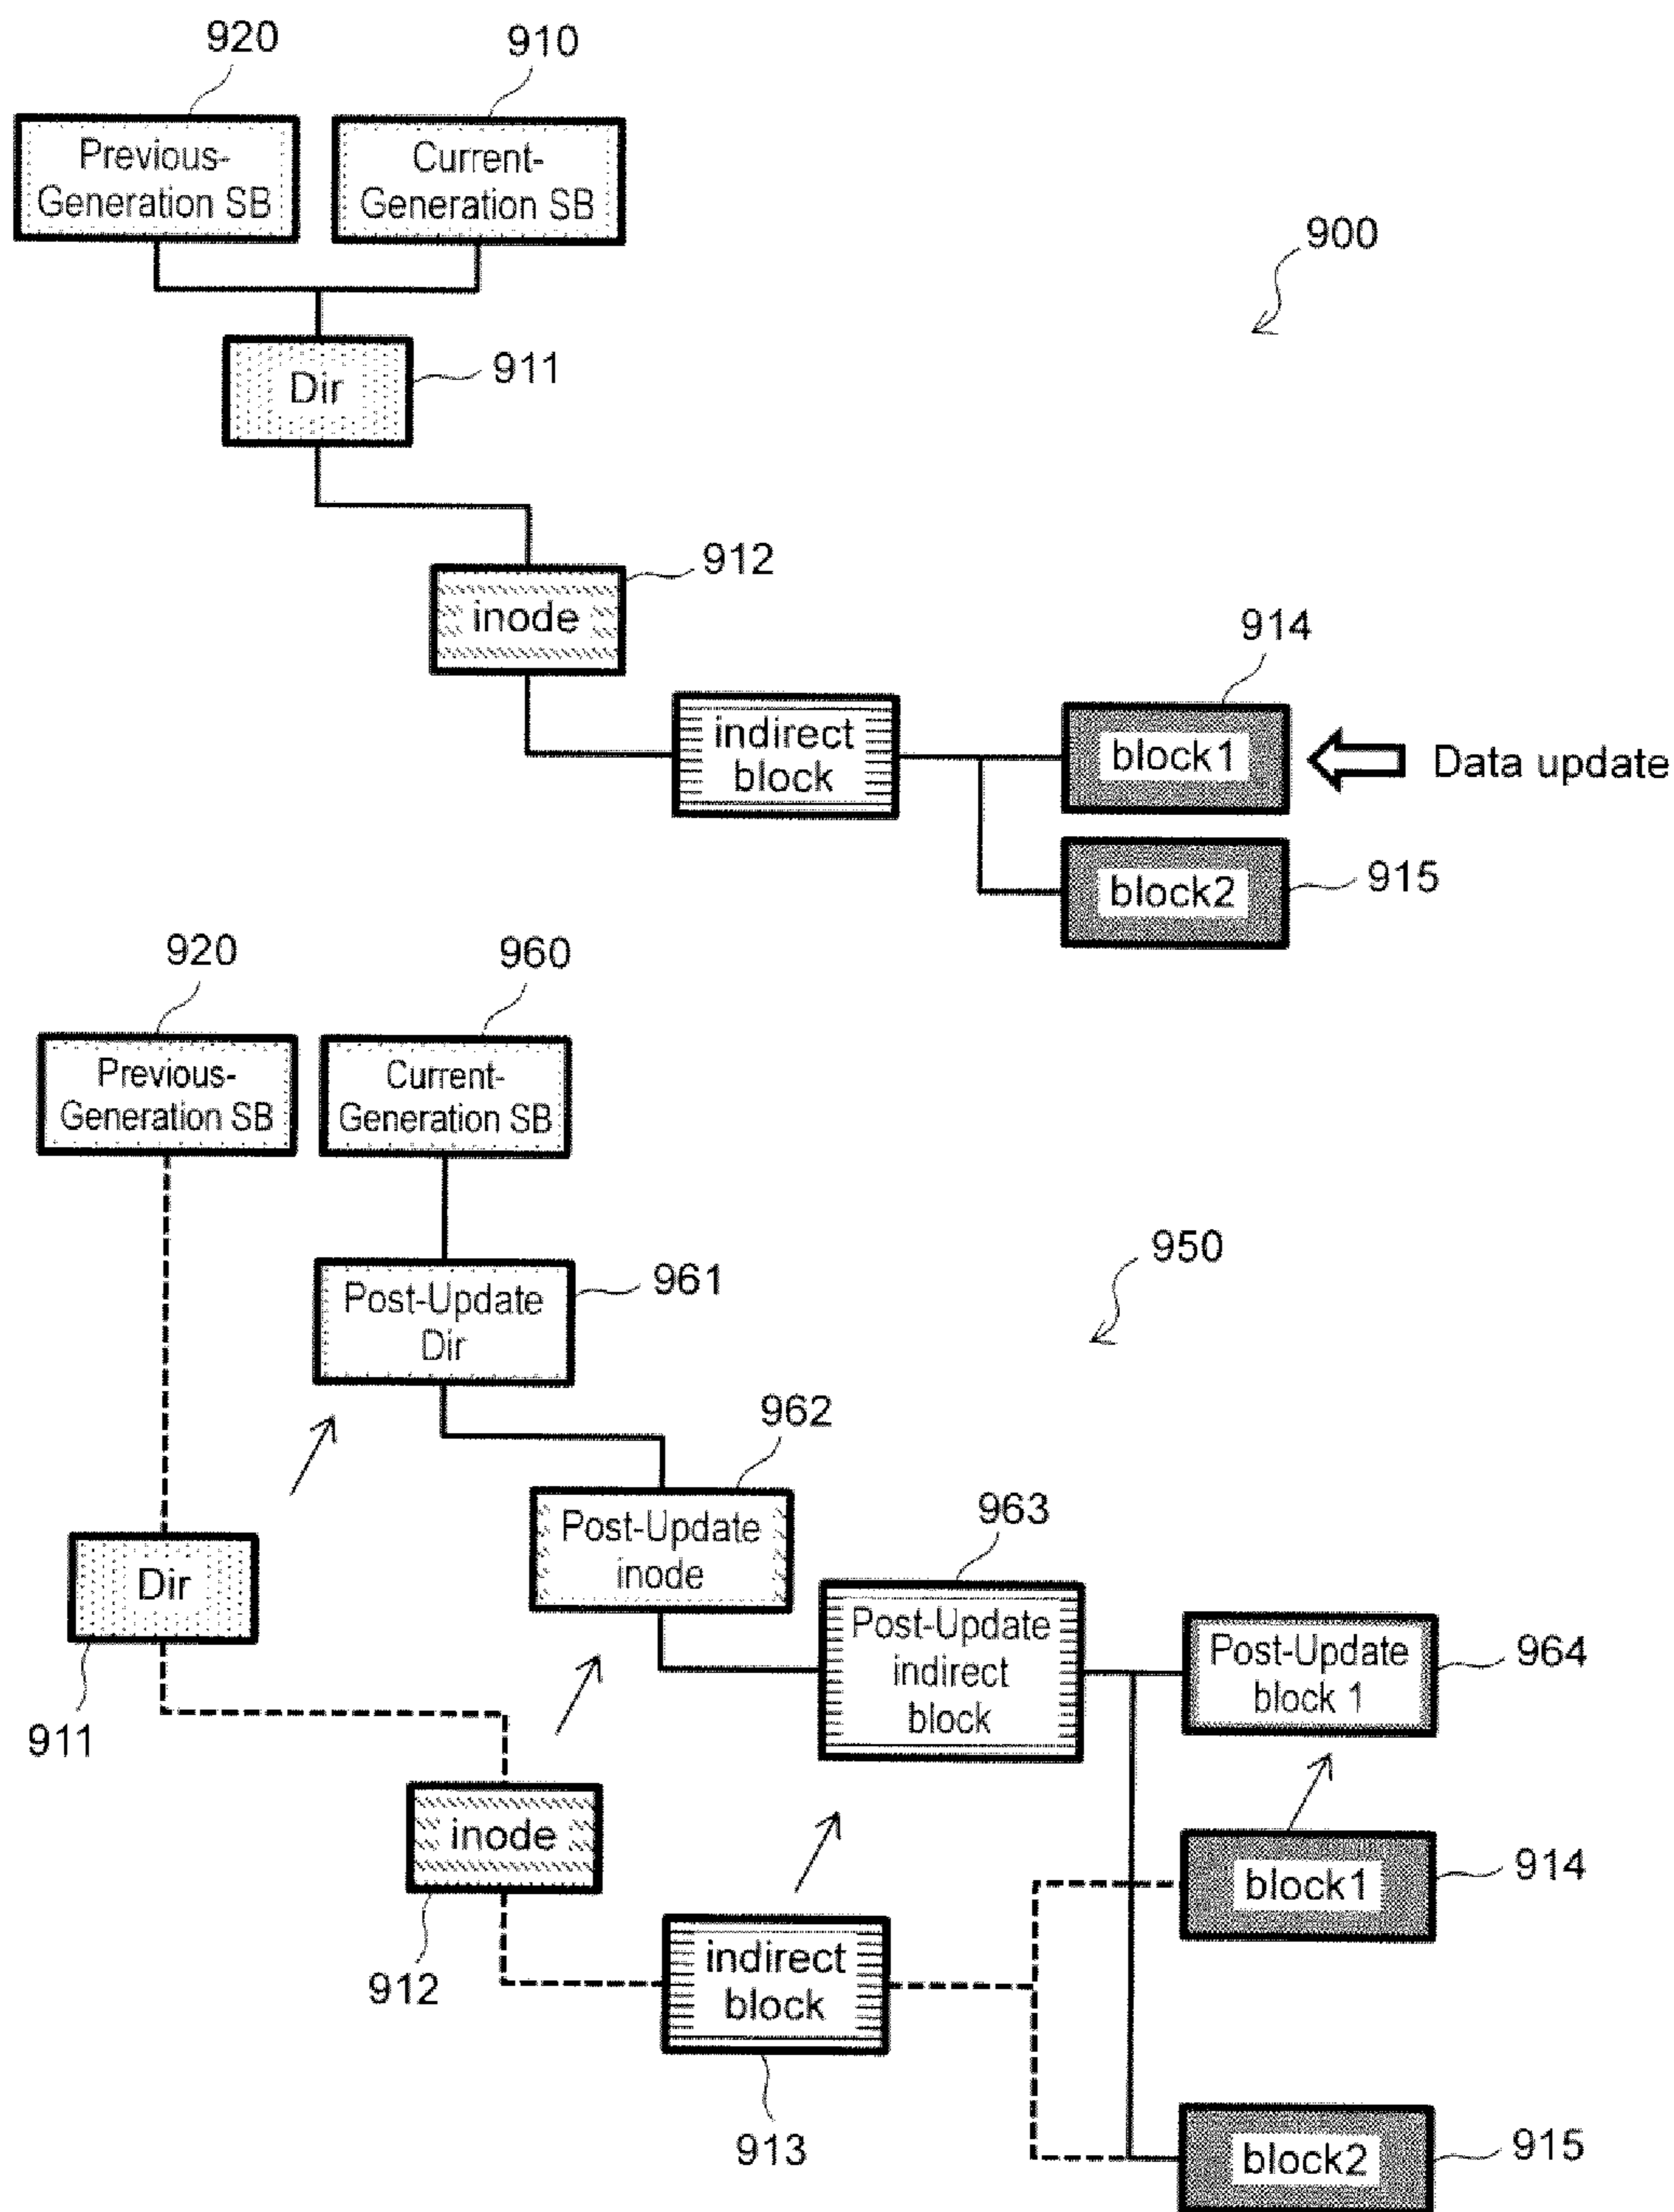 920
910
Previous-
Generation SB
Current-
Generation SB
900
Dir
911
912
inode
914
indirect
block
block1
Data update
block2
915
920
960
Previous-
Generation SB
Current-
Generation SB
950
Post-Update
Dir
961
962
Post-Update
inode
963
Dir
Post-Update
indirect
block
Post-Update
block 1
964
911
inode
block1
914
912
indirect
block
913
block2
915